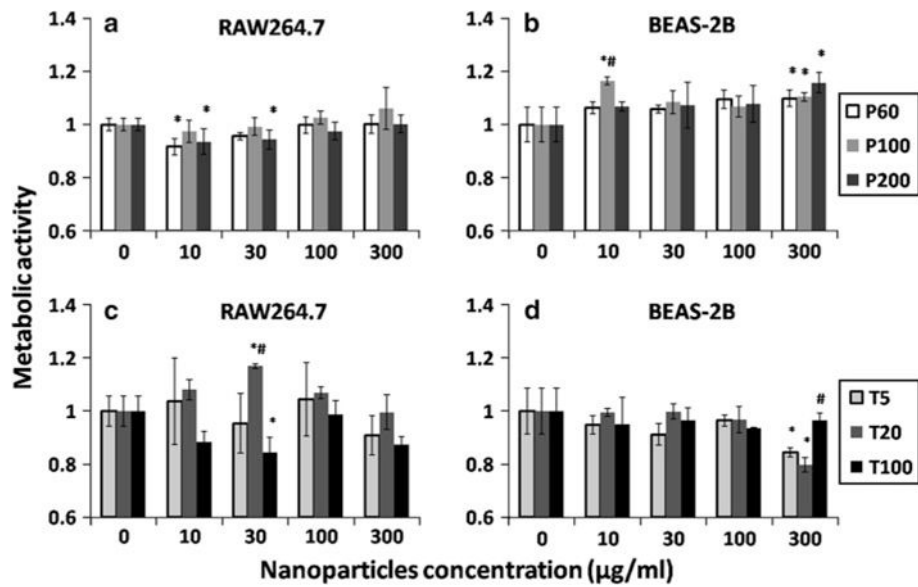 a RAW264.7
1.4
1.2
1
0.8
0.6
* * *
0 10 30 100 300
b BEAS-2B
1.4
1.2
1
0.8
0.6
*# * * *
0 10 30 100 300
P60
P100
P200
Metabolic activity
c RAW264.7
1.4
1.2
1
0.8
0.6
*# *
0 10 30 100 300
d BEAS-2B
1.4
1.2
1
0.8
0.6
* * #
0 10 30 100 300
T5
T20
T100
Nanoparticles concentration (µg/ml)